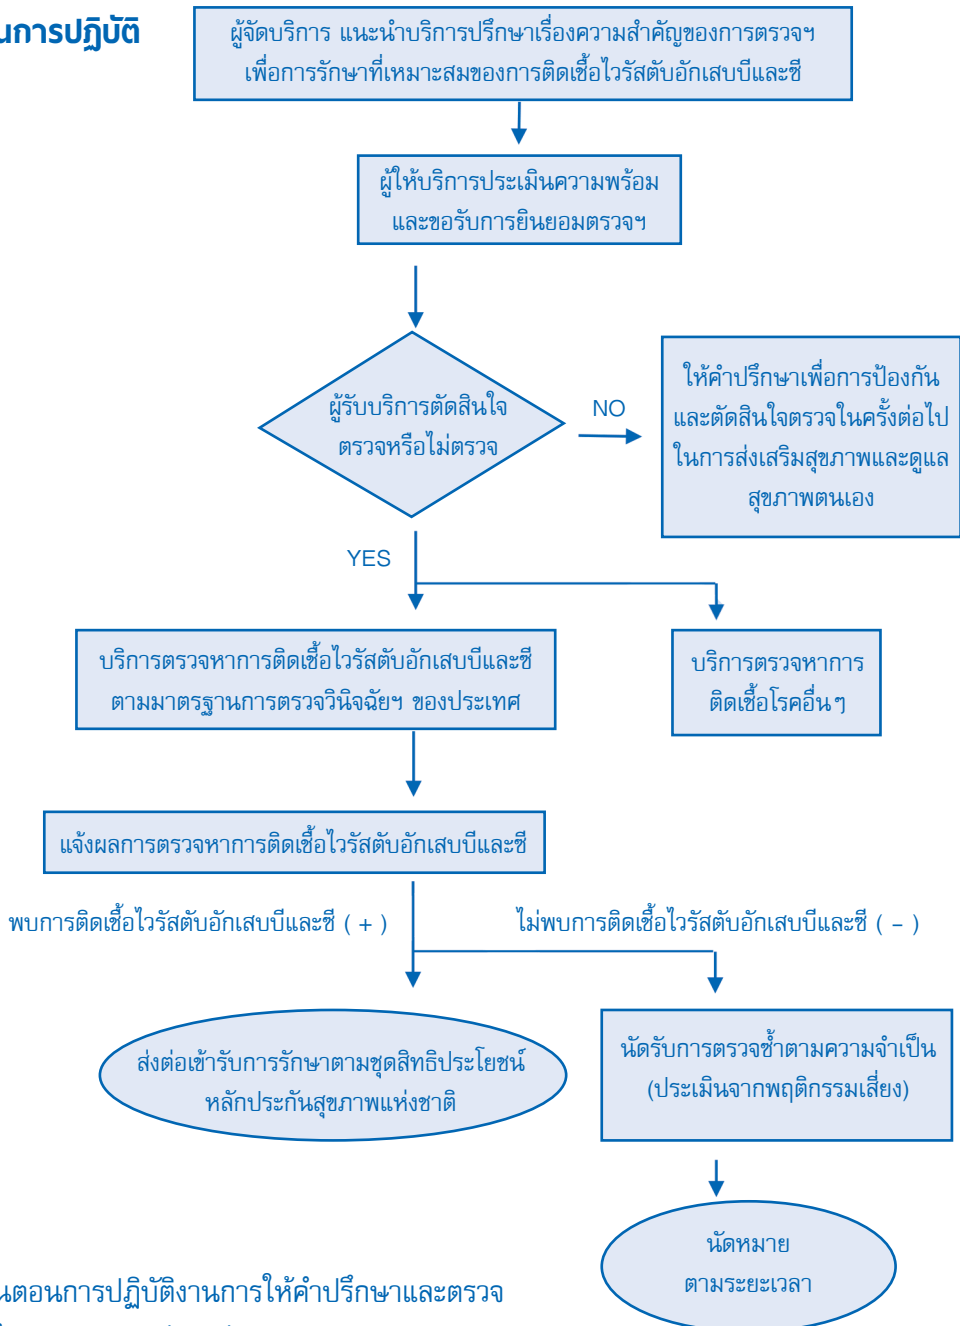 นการปฏิบัติ
ผู้จัดบริการ แนะนำบริการปรึกษาเรื่องความสำคัญของการตรวจฯ
เพื่อการรักษาที่เหมาะสมของการติดเชื้อไวรัสตับอักเสบบีและซี
ผู้ให้บริการประเมินความพร้อม
และขอรับการยินยอมตรวจฯ
ผู้รับบริการตัดสินใจ
ตรวจหรือไม่ตรวจ
NO
ให้คำปรึกษาเพื่อการป้องกัน
และตัดสินใจตรวจในครั้งต่อไป
ในการส่งเสริมสุขภาพและดูแล
สุขภาพตนเอง
YES
บริการตรวจหาการติดเชื้อไวรัสตับอักเสบบีและซี
ตามมาตรฐานการตรวจวินิจฉัยฯ ของประเทศ
บริการตรวจหาการ
ติดเชื้อโรคอื่น ๆ
แจ้งผลการตรวจหาการติดเชื้อไวรัสตับอักเสบบีและซี
พบการติดเชื้อไวรัสตับอักเสบบีและซี ( + )
ไม่พบการติดเชื้อไวรัสตับอักเสบบีและซี ( – )
ส่งต่อเข้ารับการรักษาตามชุดสิทธิประโยชน์
หลักประกันสุขภาพแห่งชาติ
นัดรับการตรวจซ้ำตามความจำเป็น
(ประเมินจากพฤติกรรมเสี่ยง)
นัดหมาย
ตามระยะเวลา
นตอนการปฏิบัติงานการให้คำปรึกษาและตรวจ